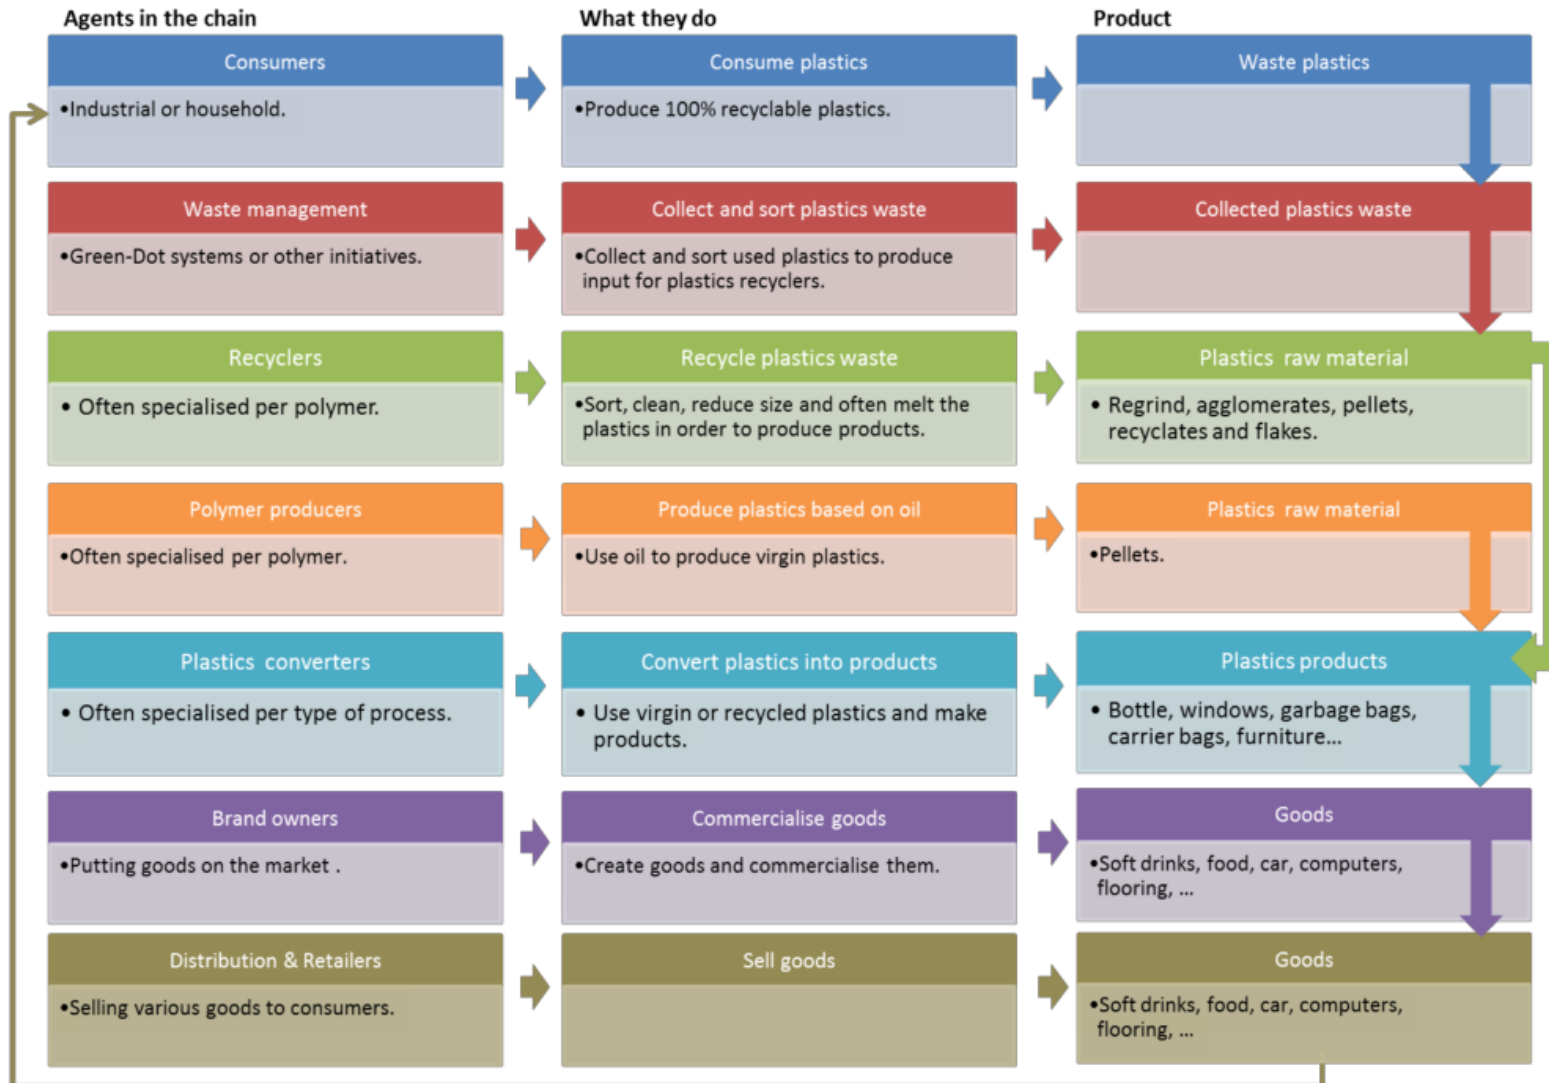 Agents in the chain
What they do
Product
Consumers
Consume plastics
Waste plastics
•Industrial or household.
•Produce 100% recyclable plastics.
Waste management
Collect and sort plastics waste
Collected plastics waste
•Green-Dot systems or other initiatives.
•Collect and sort used plastics to produce
input for plastics recyclers.
Recyclers
Recycle plastics waste
Plastics raw material
• Often specialised per polymer.
•Sort, clean, reduce size and often melt the
plastics in order to produce products.
• Regrind, agglomerates, pellets,
recyclates and flakes.
Polymer producers
Produce plastics based on oil
Plastics raw material
•Often specialised per polymer.
•Use oil to produce virgin plastics.
•Pellets.
Plastics converters
Convert plastics into products
Plastics products
• Often specialised per type of process.
• Use virgin or recycled plastics and make
products.
• Bottle, windows, garbage bags,
carrier bags, furniture...
Brand owners
Commercialise goods
Goods
•Putting goods on the market .
•Create goods and commercialise them.
•Soft drinks, food, car, computers,
flooring, ...
Distribution & Retailers
Sell goods
Goods
•Selling various goods to consumers.
•Soft drinks, food, car, computers,
flooring, ...